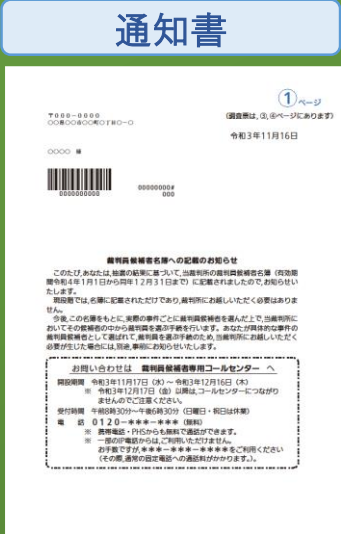 通知書
①ページ
(調査票は、③、④ページにあります)
〒000-0000
○○県○○市○○町○丁目○-○
令和3年11月16日
○○○○ 様
0000000000
00000000#
000
裁判員候補者名簿への記載のお知らせ
このたび、あなたは、抽選の結果に基づいて、当裁判所の裁判員候補者名簿(有効期
間令和4年1月1日から同年12月31日まで)に記載されましたので、お知らせい
たします。
現段階では、名簿に記載されただけであり、裁判所にお越しいただく必要はありま
せん。
今後、この名簿をもとに、実際の事件ごとに裁判員候補者を選んだ上で、当裁判所に
おいてその候補者の中から裁判員を選ぶ手続を行います。あなたが具体的な事件の
裁判員候補者として選ばれて、裁判員を選ぶ手続のため、当裁判所にお越しいただく
必要が生じた場合には、別途、事前にお知らせいたします。
お問い合わせは 裁判員候補者専用コールセンター へ
開設期間 令和3年11月17日(水)~令和3年12月16日(木)
※ 令和3年12月17日(金)以降は、コールセンターにつながり
ませんのでご注意ください。
受付時間 午前8時30分~午後6時30分(日曜日・祝日は休業)
電 話 0120-***-***(無料)
※ 携帯電話・PHSからも無料で通話ができます。
※ 一部のIP電話からは、ご利用いただけません。
お手数ですが、***-***-****をご利用ください
(その際、通常の固定電話への通話料がかかります。)。